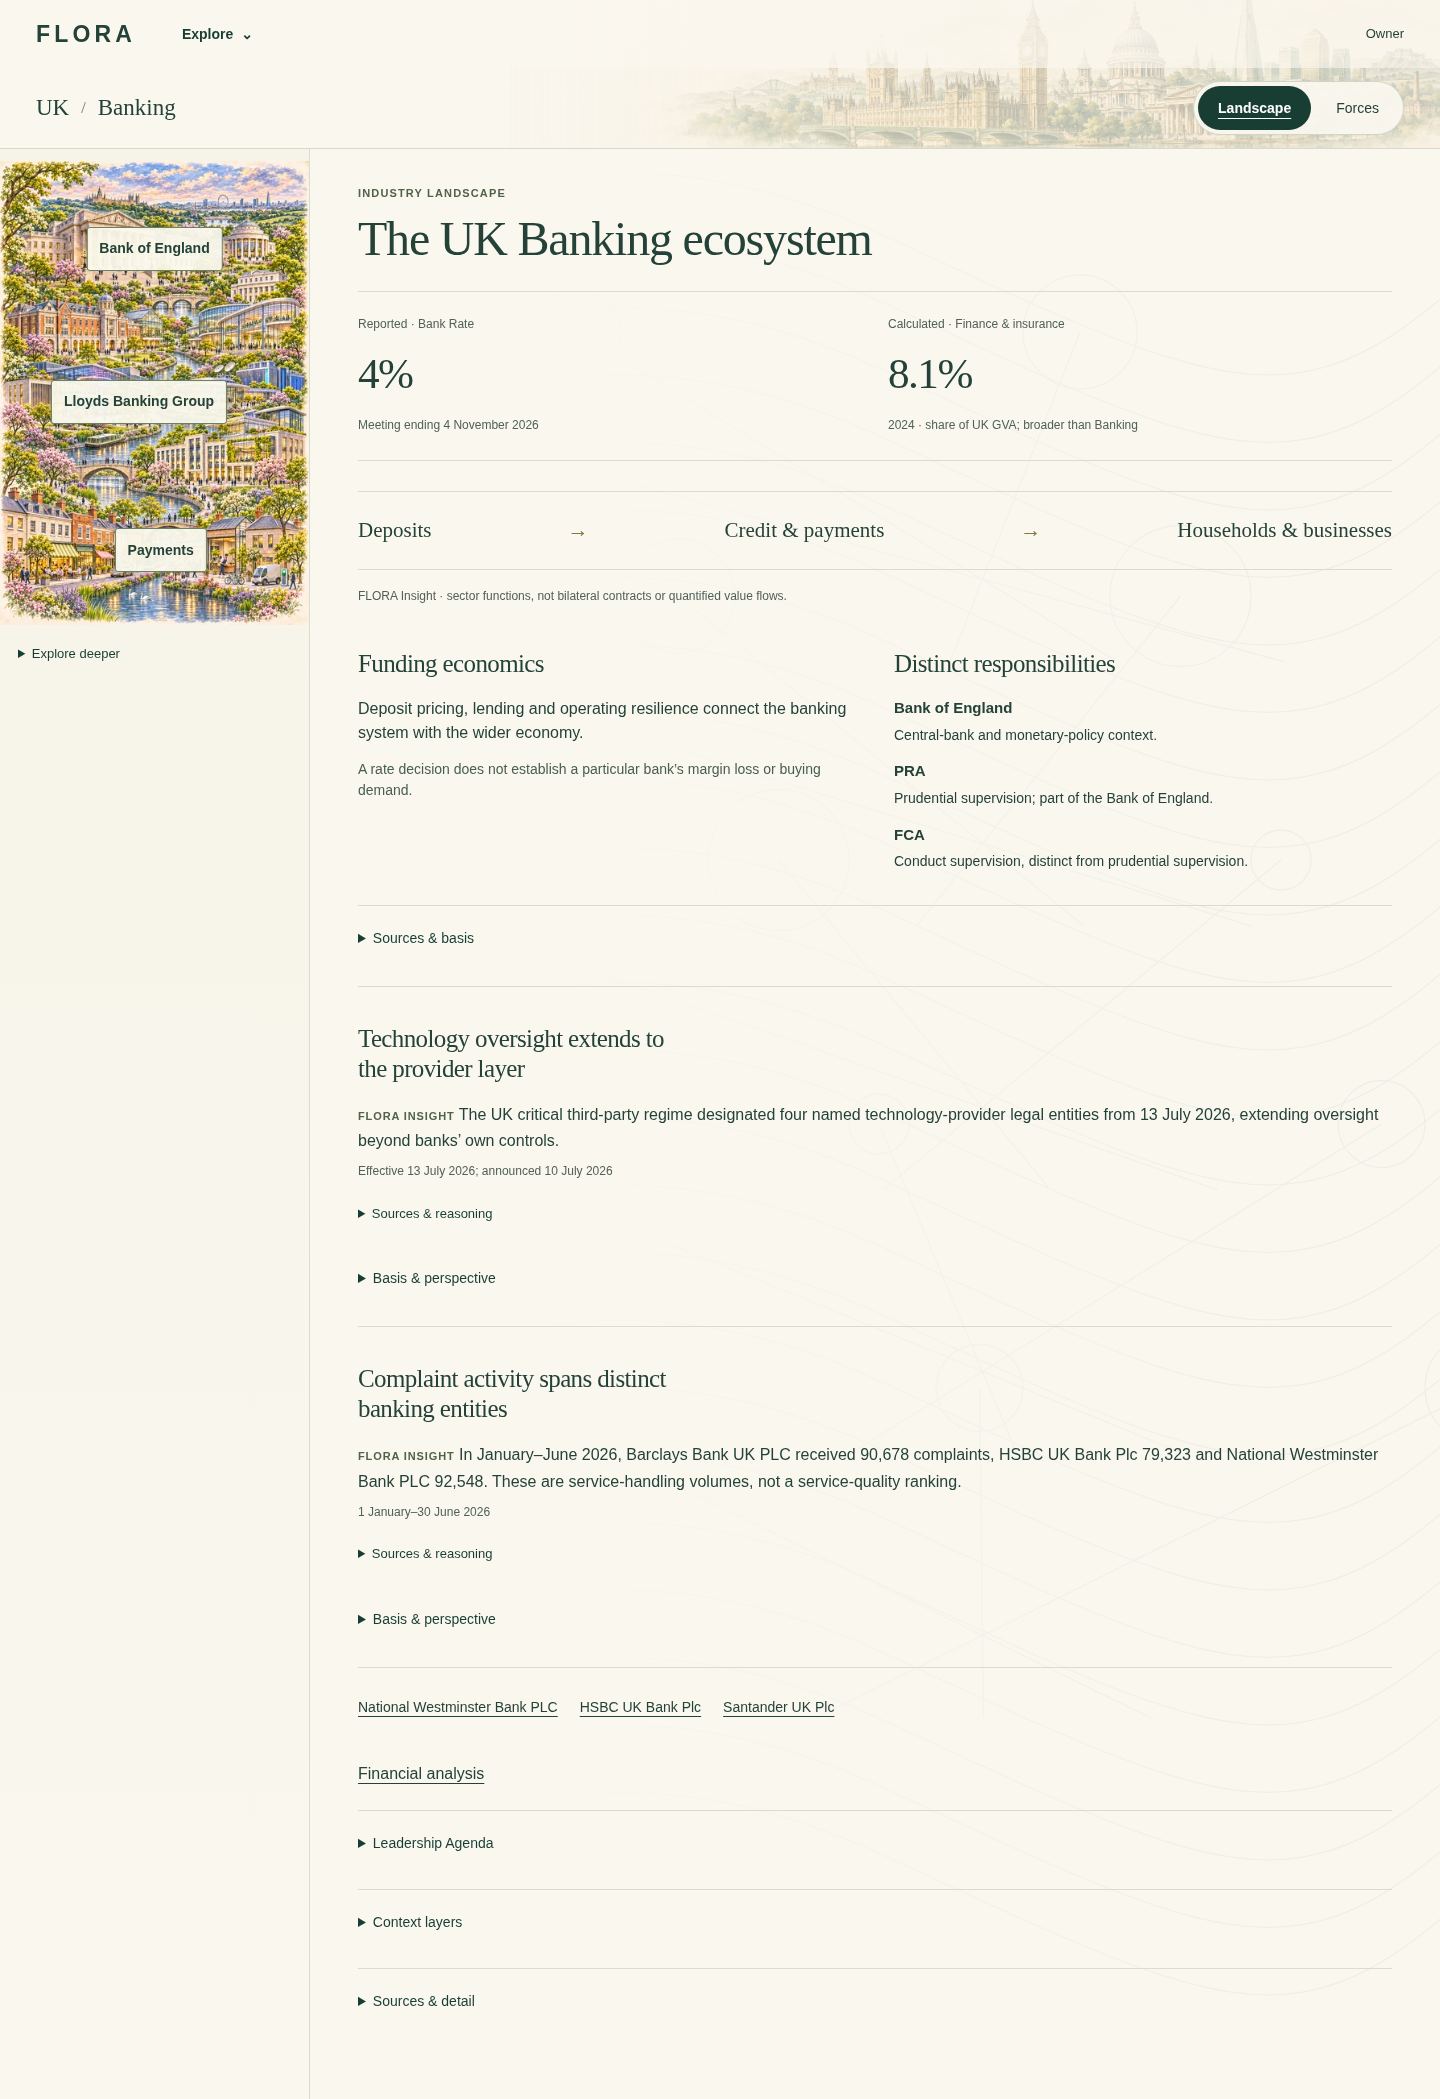 FLORA
Explore
Owner
UK / Banking
Landscape
Forces
Bank of England
Lloyds Banking Group
Payments
▶ Explore deeper
INDUSTRY LANDSCAPE
The UK Banking ecosystem
Reported · Bank Rate
4%
Meeting ending 4 November 2026
Calculated · Finance & insurance
8.1%
2024 · share of UK GVA; broader than Banking
Deposits → Credit & payments → Households & businesses
FLORA Insight · sector functions, not bilateral contracts or quantified value flows.
Funding economics
Deposit pricing, lending and operating resilience connect the banking
system with the wider economy.
A rate decision does not establish a particular bank’s margin loss or buying
demand.
Distinct responsibilities
Bank of England
Central-bank and monetary-policy context.
PRA
Prudential supervision; part of the Bank of England.
FCA
Conduct supervision, distinct from prudential supervision.
▶ Sources & basis
Technology oversight extends to
the provider layer
FLORA INSIGHT The UK critical third-party regime designated four named technology-provider legal entities from 13 July 2026, extending oversight
beyond banks’ own controls.
Effective 13 July 2026; announced 10 July 2026
▶ Sources & reasoning
▶ Basis & perspective
Complaint activity spans distinct
banking entities
FLORA INSIGHT In January–June 2026, Barclays Bank UK PLC received 90,678 complaints, HSBC UK Bank Plc 79,323 and National Westminster
Bank PLC 92,548. These are service-handling volumes, not a service-quality ranking.
1 January–30 June 2026
▶ Sources & reasoning
▶ Basis & perspective
National Westminster Bank PLC HSBC UK Bank Plc Santander UK Plc
Financial analysis
▶ Leadership Agenda
▶ Context layers
▶ Sources & detail